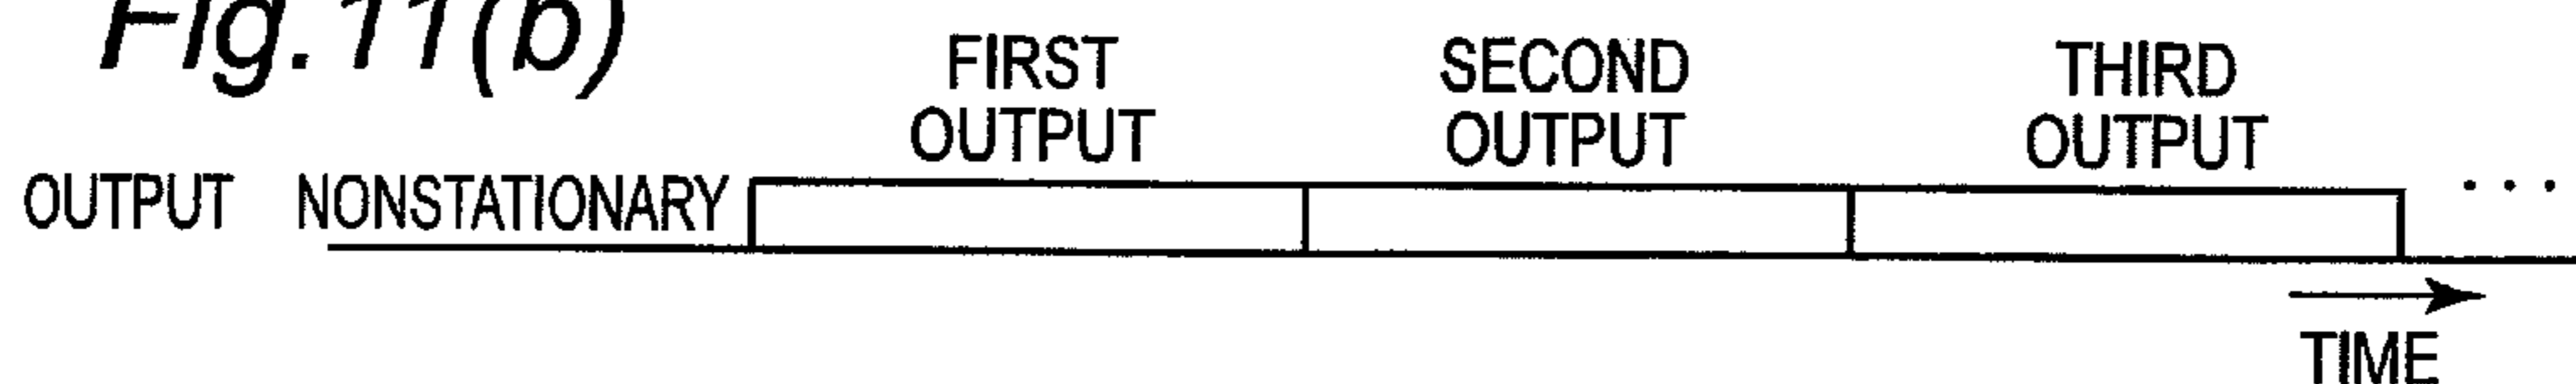 Fig.11(b)
FIRST OUTPUT
SECOND OUTPUT
THIRD OUTPUT
OUTPUT NONSTATIONARY
. . .
TIME